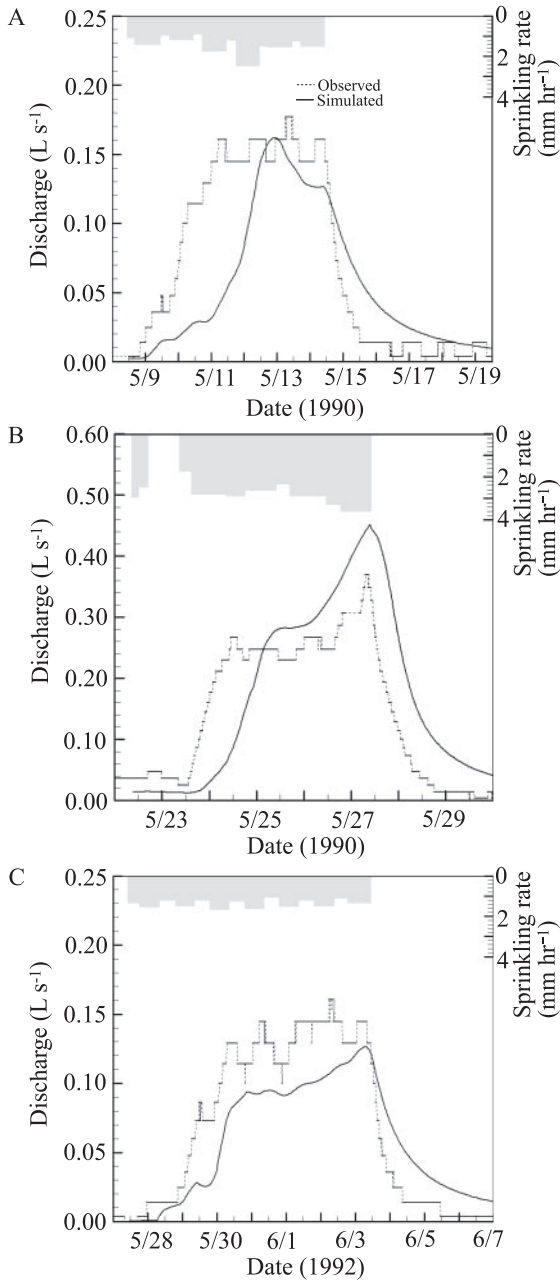 A
0.25
0.20
0.15
0.10
0.05
0.00
Discharge (L s⁻¹)
0
2
4
Sprinkling rate
(mm hr⁻¹)
Observed
Simulated
5/9 5/11 5/13 5/15 5/17 5/19
Date (1990)
B
0.60
0.50
0.40
0.30
0.20
0.10
0.00
Discharge (L s⁻¹)
0
2
4
Sprinkling rate
(mm hr⁻¹)
5/23 5/25 5/27 5/29
Date (1990)
C
0.25
0.20
0.15
0.10
0.05
0.00
Discharge (L s⁻¹)
0
2
4
Sprinkling rate
(mm hr⁻¹)
5/28 5/30 6/1 6/3 6/5 6/7
Date (1992)